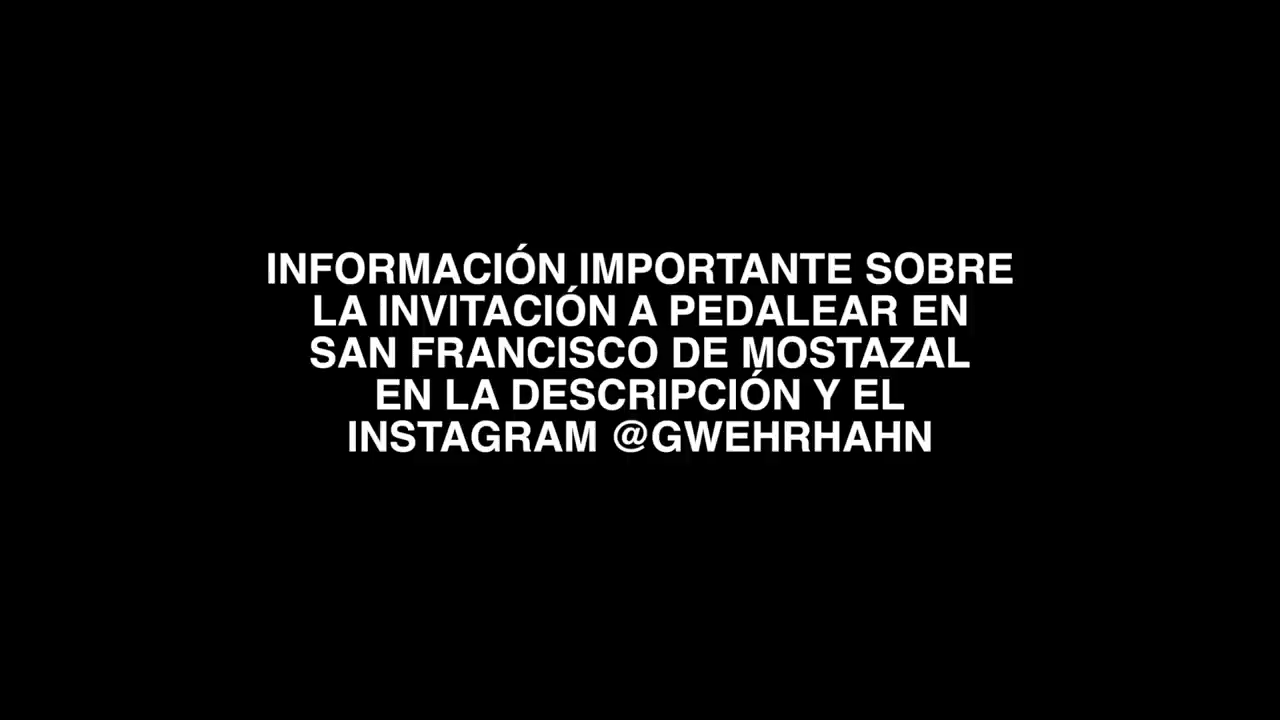 INFORMACIÓN IMPORTANTE SOBRE
LA INVITACIÓN A PEDALEAR EN
SAN FRANCISCO DE MOSTAZAL
EN LA DESCRIPCIÓN Y EL
INSTAGRAM @GWEHRHAHN